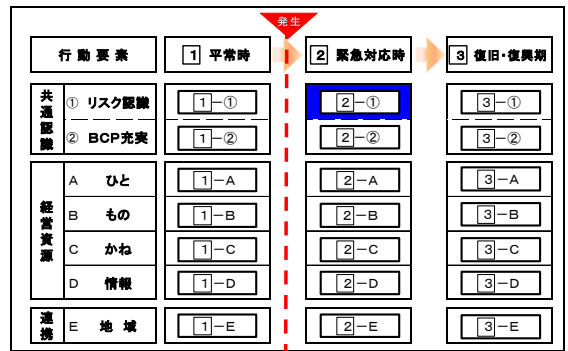 発生
行動要素 1 平常時 2 緊急対応時 3 復旧・復興期
共通認識
① リスク認識 1－① 2－① 3－①
② BCP充実 1－② 2－② 3－②
経営資源
A ひと 1－A 2－A 3－A
B もの 1－B 2－B 3－B
C かね 1－C 2－C 3－C
D 情報 1－D 2－D 3－D
連携
E 地域 1－E 2－E 3－E